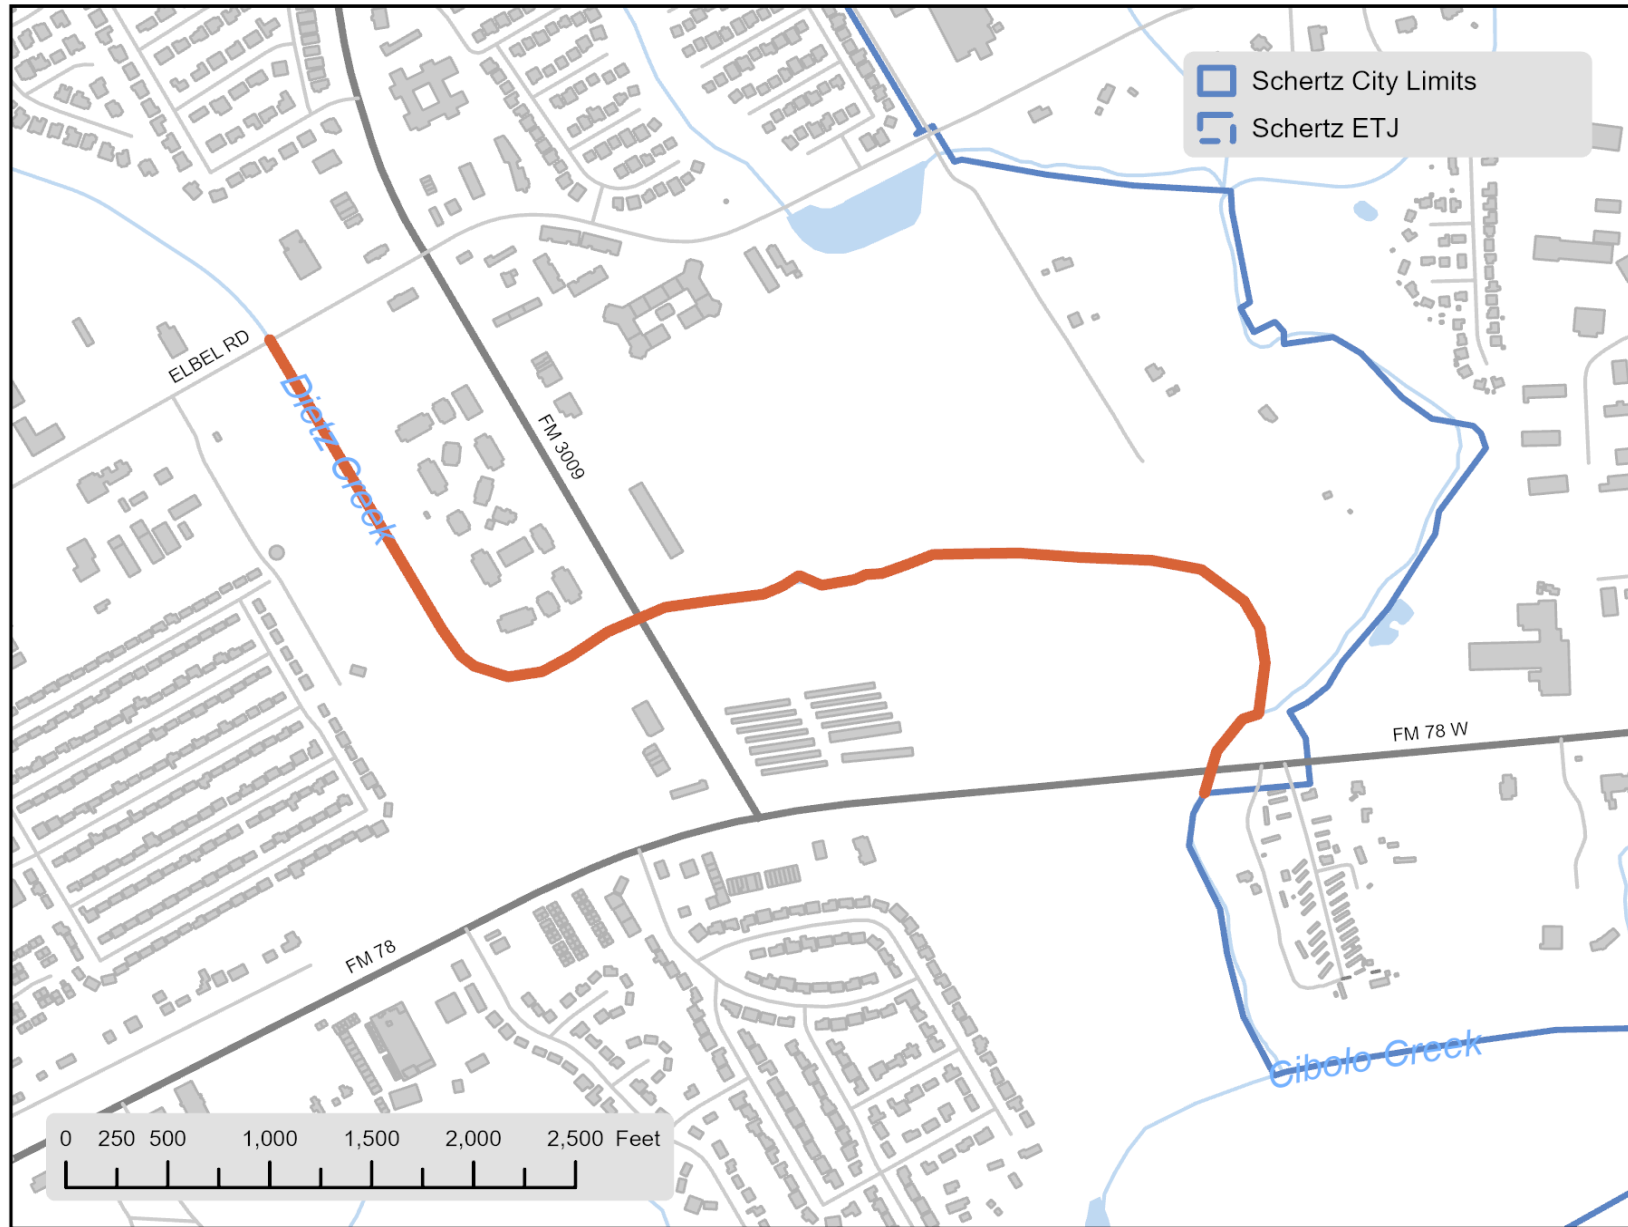 Schertz City Limits
Schertz ETJ
ELBEL RD
Dietz Creek
FM 3009
FM 78 W
FM 78
Cibolo Creek
0 250 500 1,000 1,500 2,000 2,500 Feet